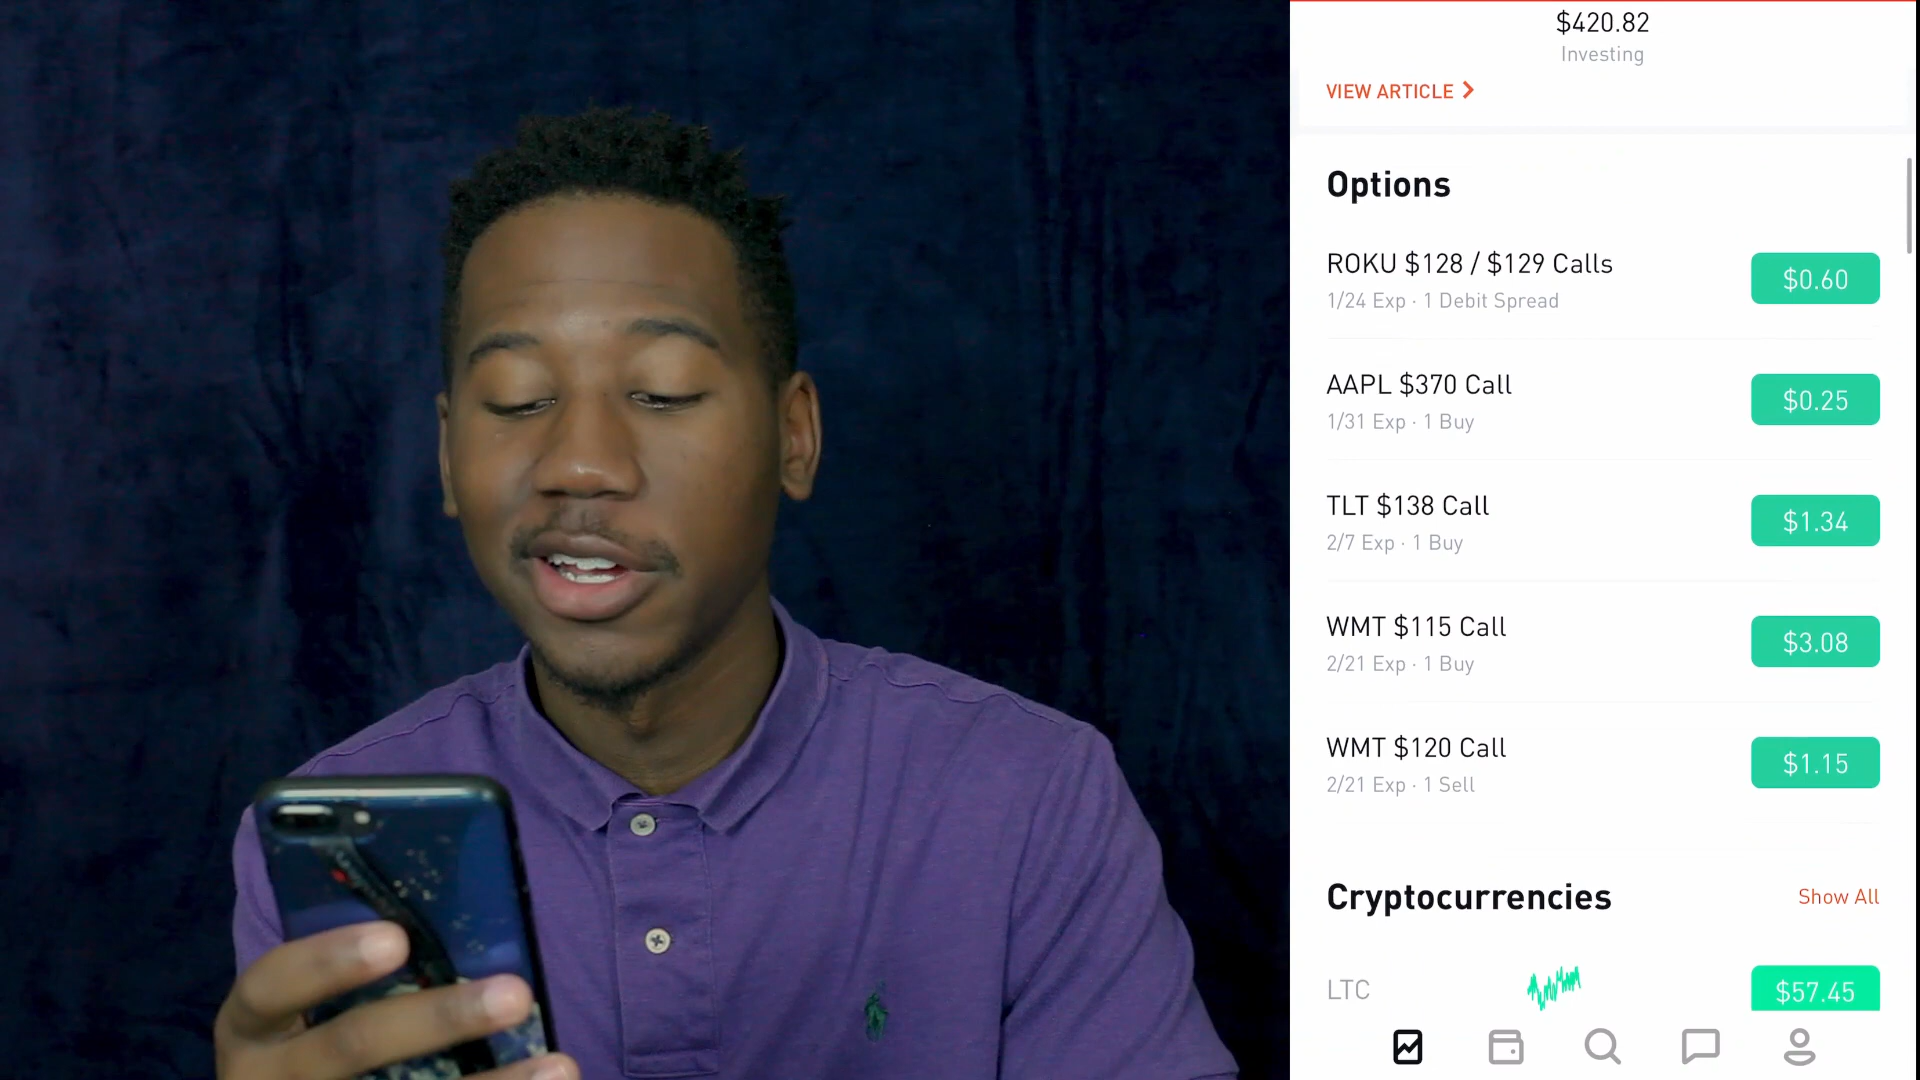 $420.82
Investing
VIEW ARTICLE
Options
ROKU $128 / $129 Calls
$0.60
1/24 Exp · 1 Debit Spread
AAPL $370 Call
$0.25
1/31 Exp · 1 Buy
TLT $138 Call
$1.34
2/7 Exp · 1 Buy
WMT $115 Call
$3.08
2/21 Exp · 1 Buy
WMT $120 Call
$1.15
2/21 Exp · 1 Sell
Cryptocurrencies
Show All
LTC
$57.45